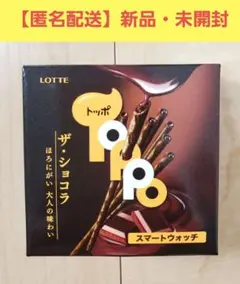 【匿名配送】新品・未開封
LOTTE
トッポ
TOPPO
ザ・ショコラ
ほろにがい 大人の味わい
スマートウォッチ